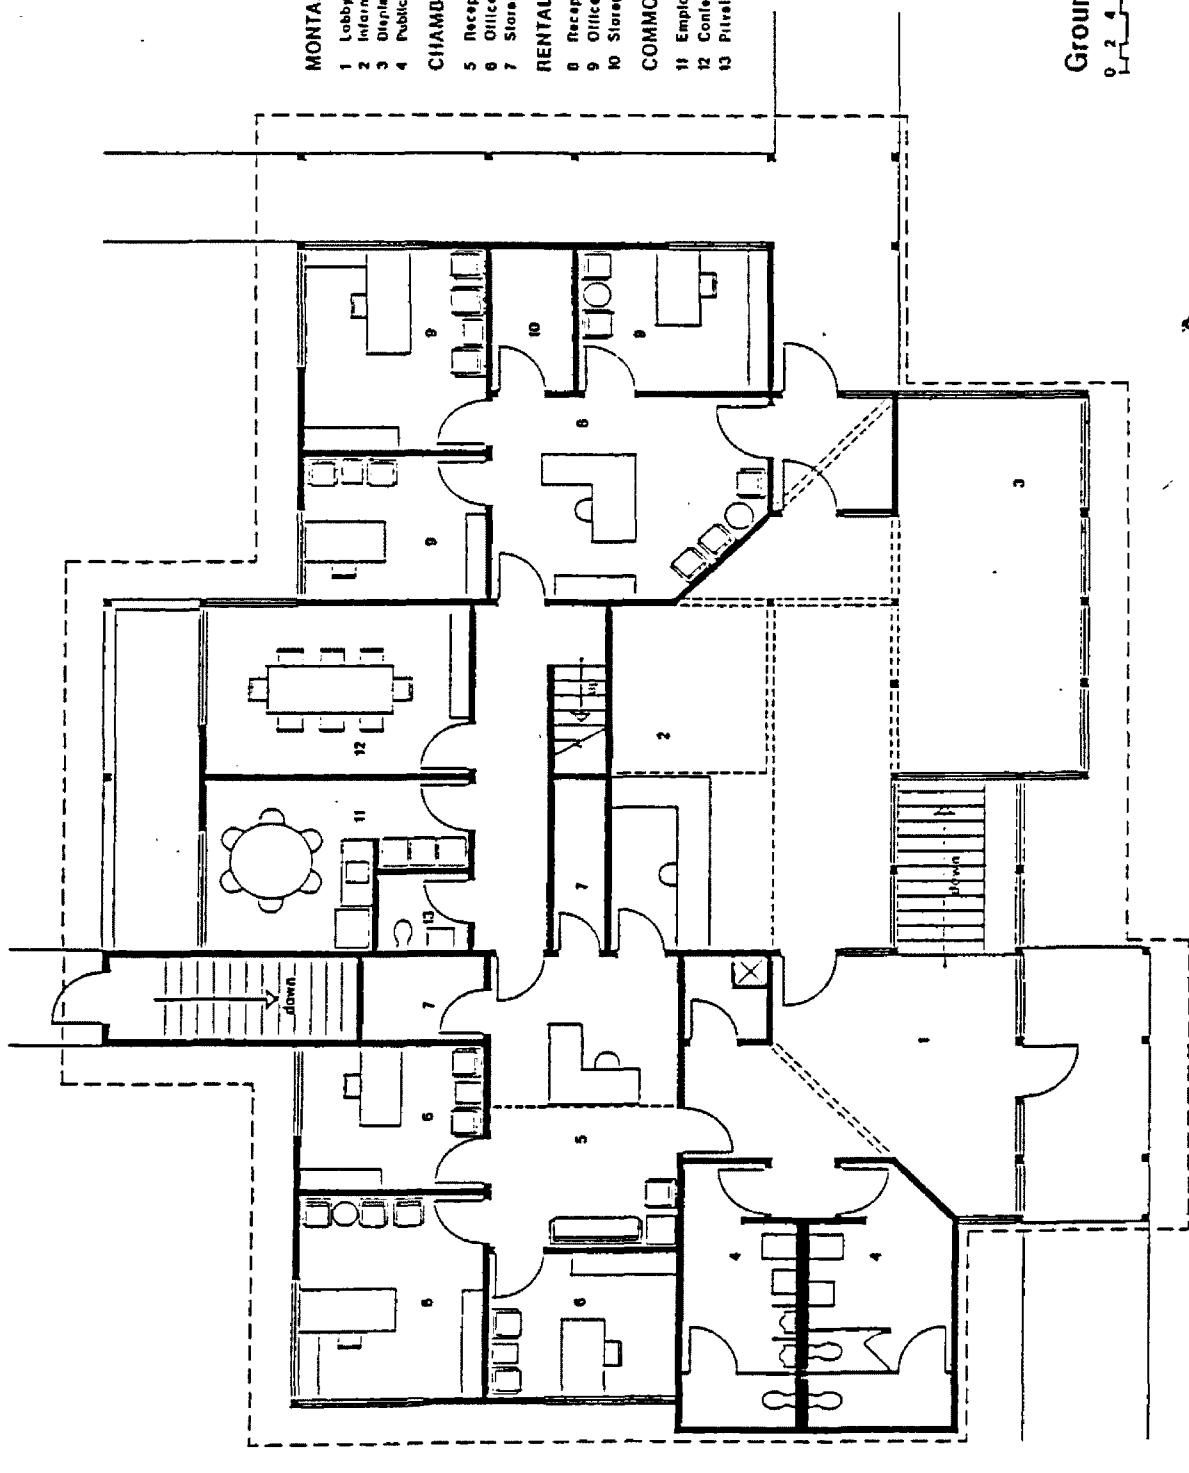 MONTA
1 Lobby
2 Inform
3 Displa
4 Public
CHAMB
5 Recep
6 Office
7 Stora
RENTAL
8 Recep
9 Office
10 Storag
COMMO
11 Emplo
12 Confe
13 Privat
Groun
0 2 4
down
11
12
6
6
7
13
9
9
10
6
5
7
8
9
2
4
4
1
down
3